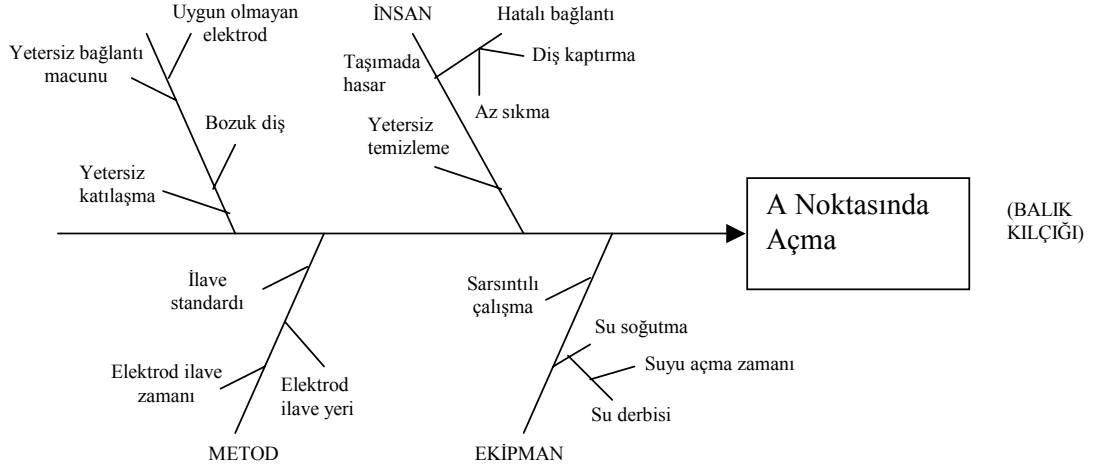 Uygun olmayan
elektrod
Yetersiz bağlantı
macunu
Bozuk diş
Yetersiz
katılaşma
İNSAN
Hatalı bağlantı
Diş kaptırma
Taşımada
hasar
Az sıkma
Yetersiz
temizleme
A Noktasında
Açma
(BALIK
KILÇIĞI)
İlave
standardı
Elektrod ilave
zamanı
Elektrod
ilave yeri
METOD
Sarsıntılı
çalışma
Su soğutma
Suyu açma zamanı
Su derbisi
EKİPMAN